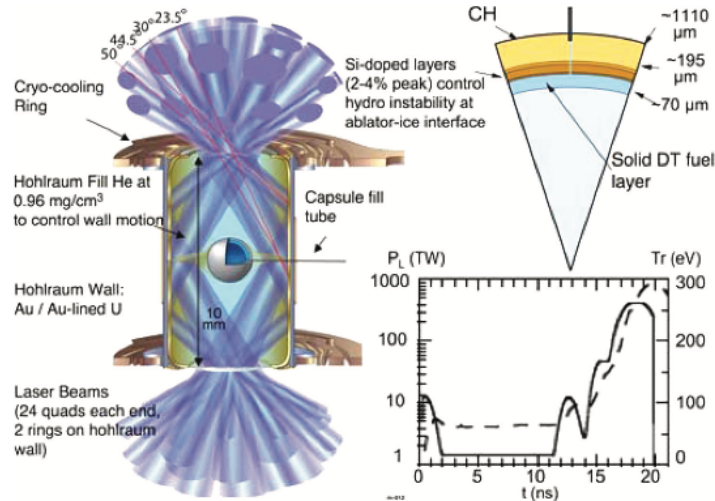 50°
44.5°
30°
23.5°
Cryo-cooling
Ring
Hohlraum Fill He at
0.96 mg/cm³
to control wall motion
Hohlraum Wall:
Au / Au-lined U
Laser Beams
(24 quads each end,
2 rings on hohlraum
wall)
10
mm
Capsule fill
tube
CH
~1110
µm
~195
µm
~70 µm
Si-doped layers
(2-4% peak) control
hydro instability at
ablator-ice interface
Solid DT fuel
layer
P_L (TW)
Tr (eV)
1000
100
10
1
300
200
100
0
0
5
10
15
20
t (ns)